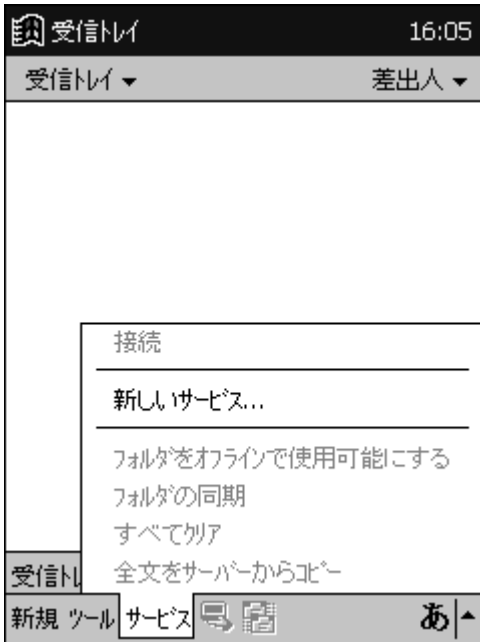 受信トレイ 16:05
受信トレイ 差出人
接続
新しいサービス...
フォルダをオフラインで使用可能にする
フォルダの同期
すべてクリア
全文をサーバーからコピー
受信トレ
新規 ツール サービス あ